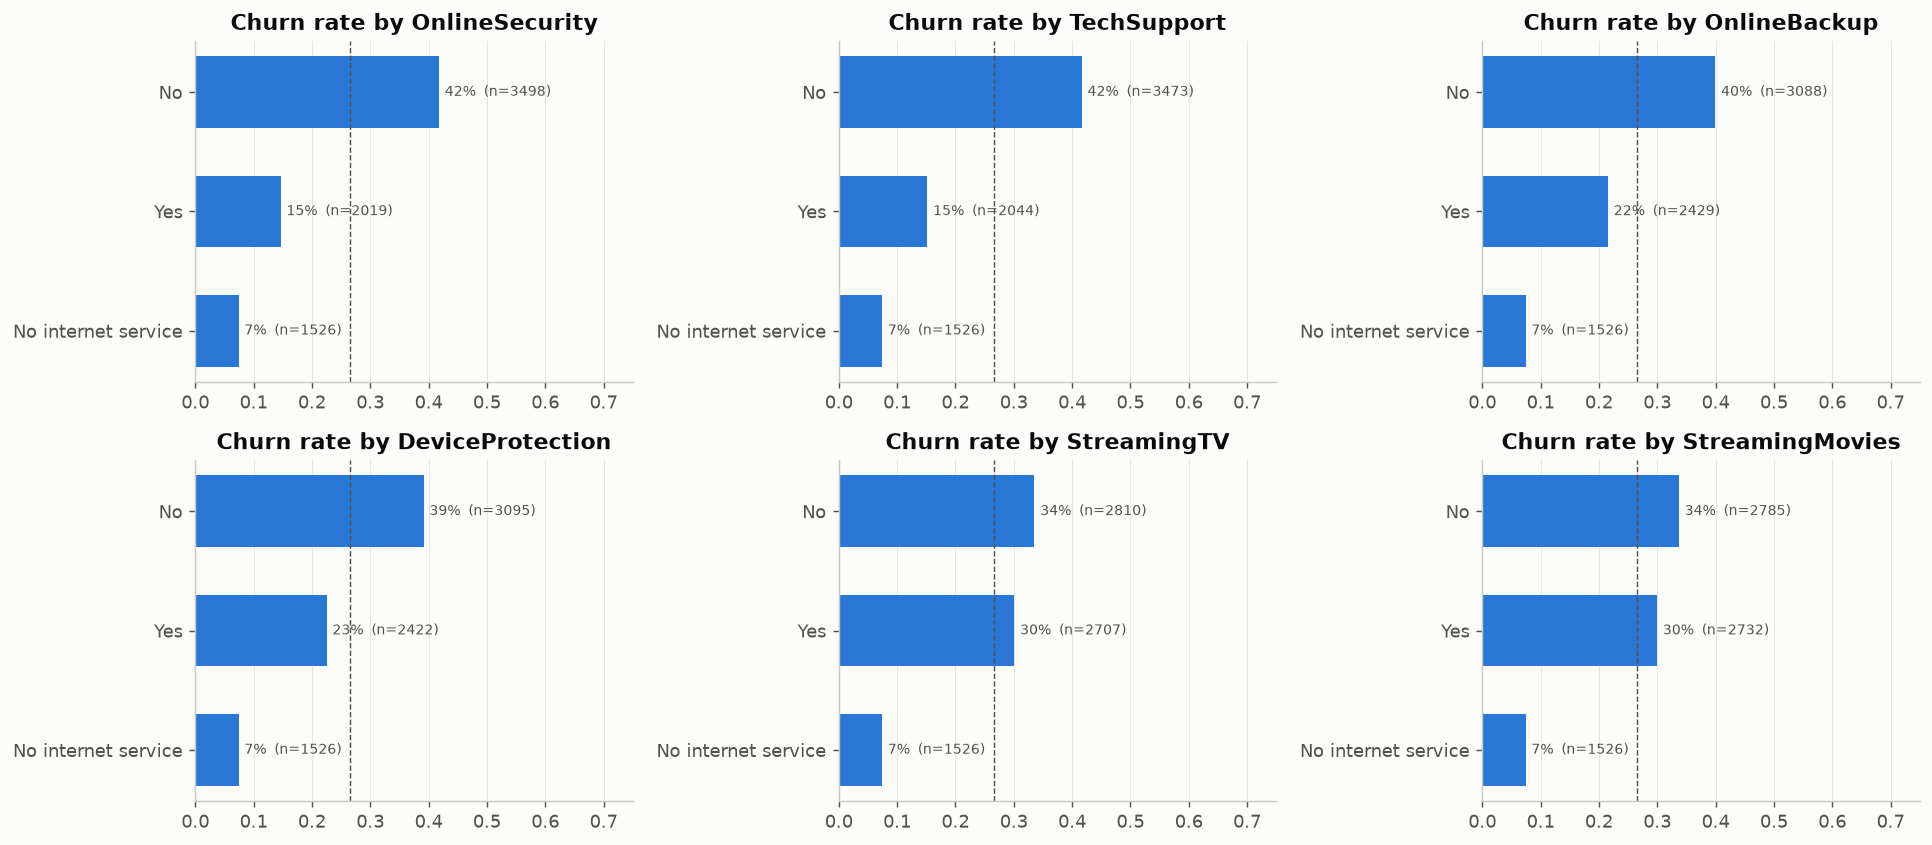 Churn rate by OnlineSecurity
No
42% (n=3498)
Yes
15% (n=2019)
No internet service
7% (n=1526)
0.0 0.1 0.2 0.3 0.4 0.5 0.6 0.7
Churn rate by TechSupport
No
42% (n=3473)
Yes
15% (n=2044)
No internet service
7% (n=1526)
0.0 0.1 0.2 0.3 0.4 0.5 0.6 0.7
Churn rate by OnlineBackup
No
40% (n=3088)
Yes
22% (n=2429)
No internet service
7% (n=1526)
0.0 0.1 0.2 0.3 0.4 0.5 0.6 0.7
Churn rate by DeviceProtection
No
39% (n=3095)
Yes
23% (n=2422)
No internet service
7% (n=1526)
0.0 0.1 0.2 0.3 0.4 0.5 0.6 0.7
Churn rate by StreamingTV
No
34% (n=2810)
Yes
30% (n=2707)
No internet service
7% (n=1526)
0.0 0.1 0.2 0.3 0.4 0.5 0.6 0.7
Churn rate by StreamingMovies
No
34% (n=2785)
Yes
30% (n=2732)
No internet service
7% (n=1526)
0.0 0.1 0.2 0.3 0.4 0.5 0.6 0.7